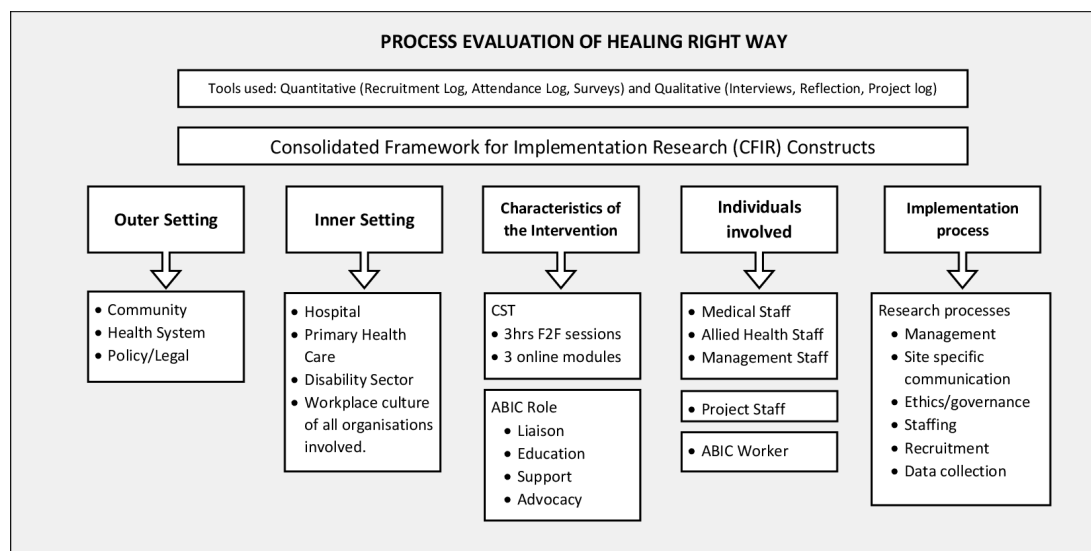 PROCESS EVALUATION OF HEALING RIGHT WAY
Tools used: Quantitative (Recruitment Log, Attendance Log, Surveys) and Qualitative (Interviews, Reflection, Project log)
Consolidated Framework for Implementation Research (CFIR) Constructs
Outer Setting
• Community
• Health System
• Policy/Legal
Inner Setting
• Hospital
• Primary Health
Care
• Disability Sector
• Workplace culture
of all organisations
involved.
Characteristics of
the Intervention
CST
• 3hrs F2F sessions
• 3 online modules
ABIC Role
• Liaison
• Education
• Support
• Advocacy
Individuals
involved
• Medical Staff
• Allied Health Staff
• Management Staff
• Project Staff
• ABIC Worker
Implementation
process
Research processes
• Management
• Site specific
communication
• Ethics/governance
• Staffing
• Recruitment
• Data collection